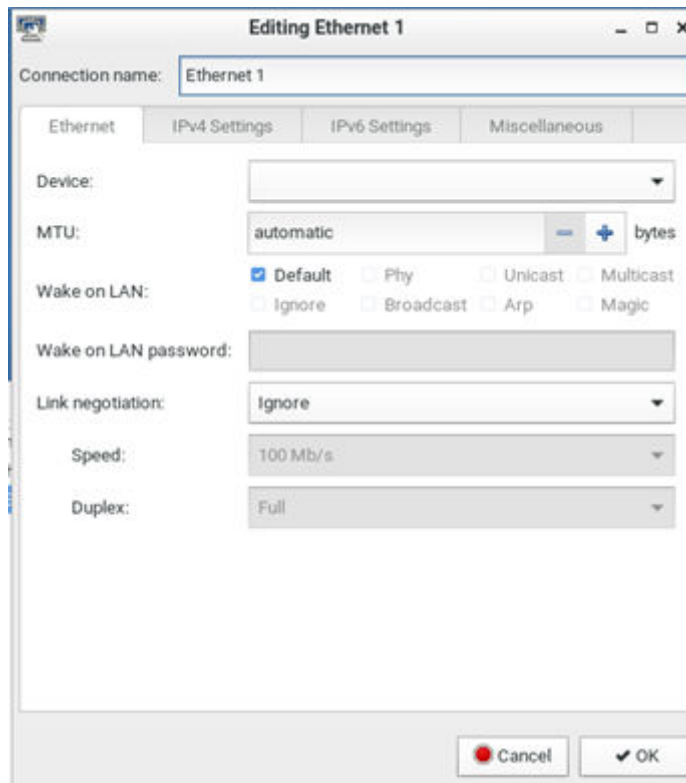 Editing Ethernet 1
Connection name: Ethernet 1
Ethernet IPv4 Settings IPv6 Settings Miscellaneous
Device:
MTU: automatic bytes
Wake on LAN: Default Phy Unicast Multicast
Ignore Broadcast Arp Magic
Wake on LAN password:
Link negotiation: Ignore
Speed: 100 Mb/s
Duplex: Full
Cancel OK